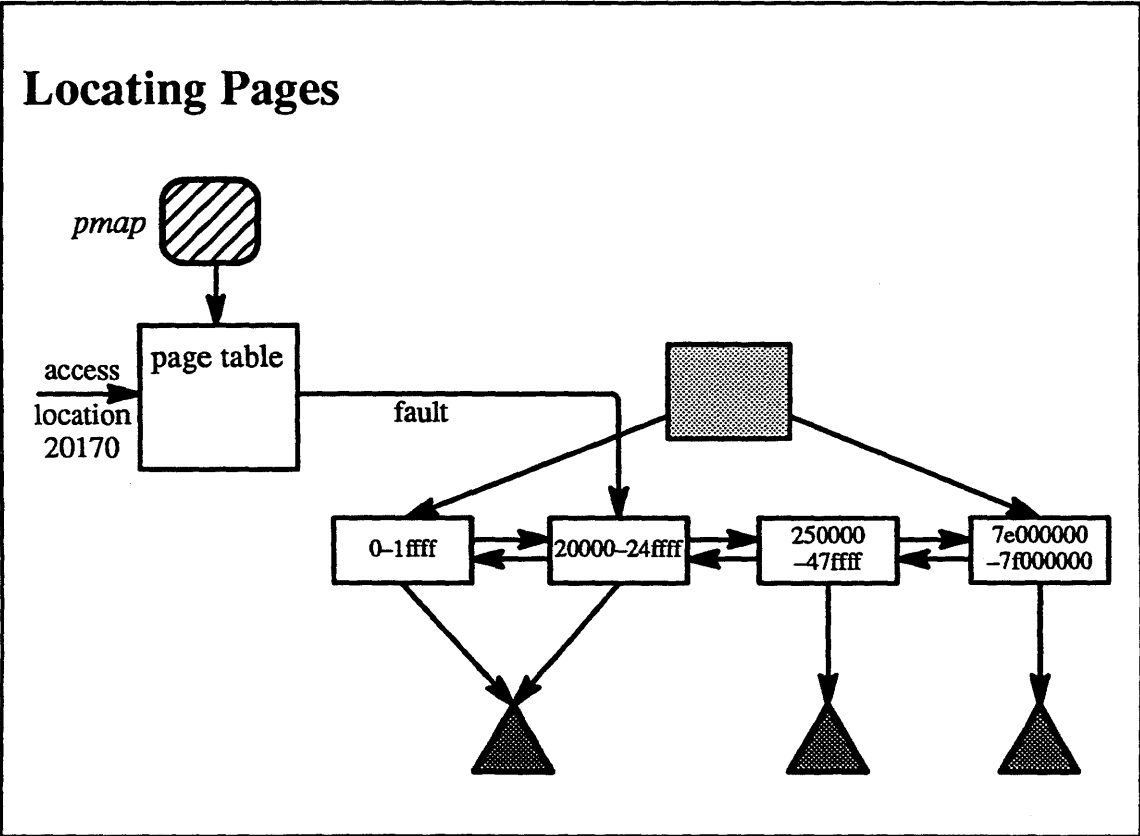 Locating Pages
pmap
page table
access
location
20170
fault
0–1ffff
20000–24ffff
250000
–47ffff
7e000000
–7f000000